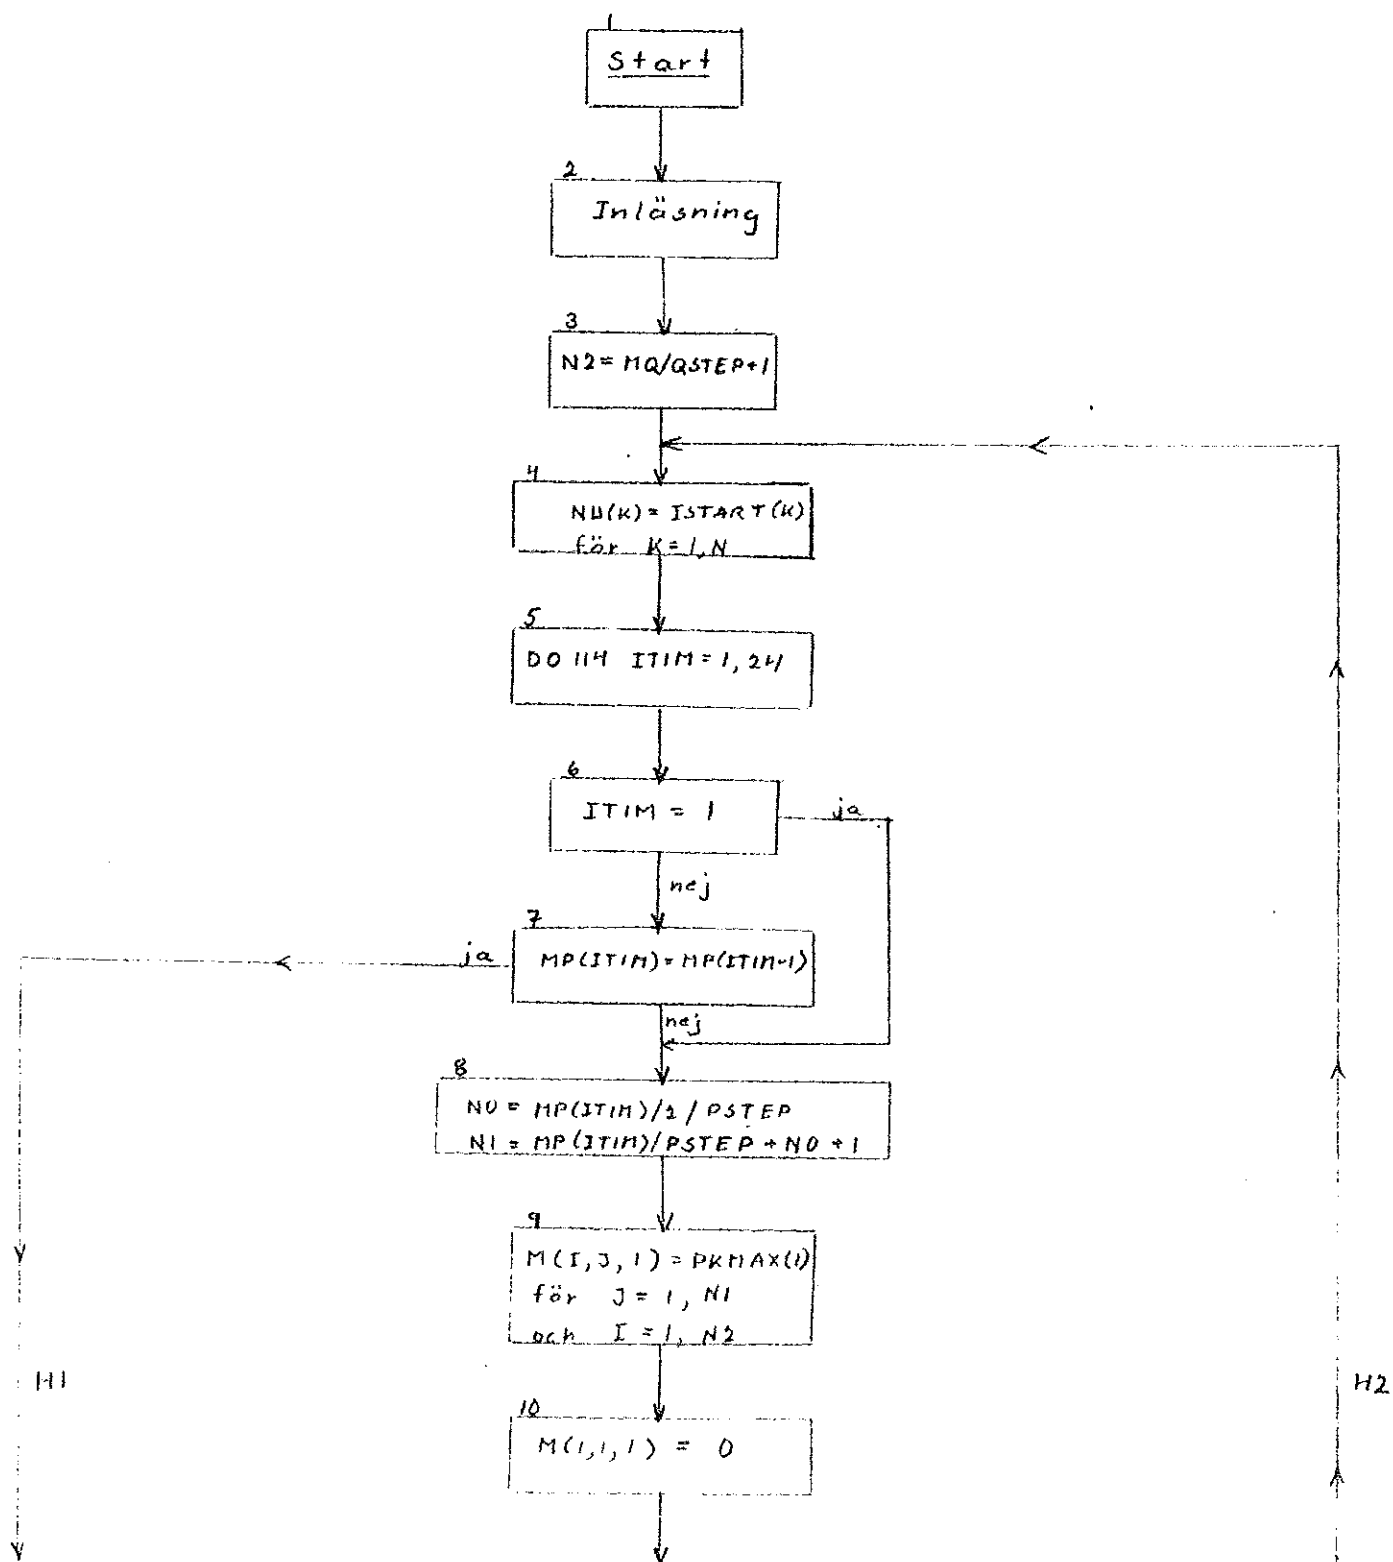 1
Start
2
Inläsning
3
N2= MQ/QSTEP+1
4
NU(K)= ISTART(K)
för K=1,N
5
DO 114 ITIM=1,24
6
ITIM = 1
ja
nej
7
ja
MP(ITIM)=MP(ITIM-1)
nej
8
N0 = MP(ITIM)/2/PSTEP
N1 = MP(ITIM)/PSTEP+N0+1
9
M(I,J,1)=PKMAX(1)
för J=1,N1
och I=1,N2
H1
H2
10
M(1,1,1) = 0